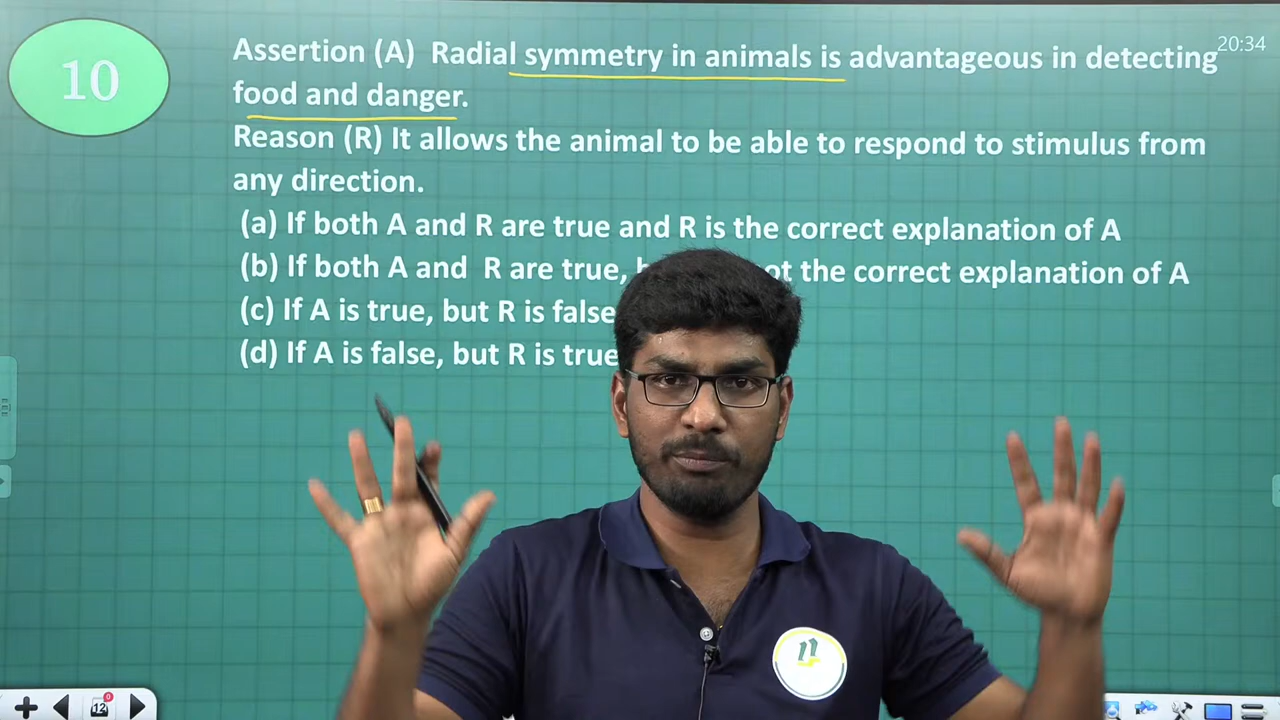 10
20:34
Assertion (A) Radial symmetry in animals is advantageous in detecting
food and danger.
Reason (R) It allows the animal to be able to respond to stimulus from
any direction.
(a) If both A and R are true and R is the correct explanation of A
(b) If both A and R are true, the correct explanation of A
(c) If A is true, but R is false
(d) If A is false, but R is true
12
0